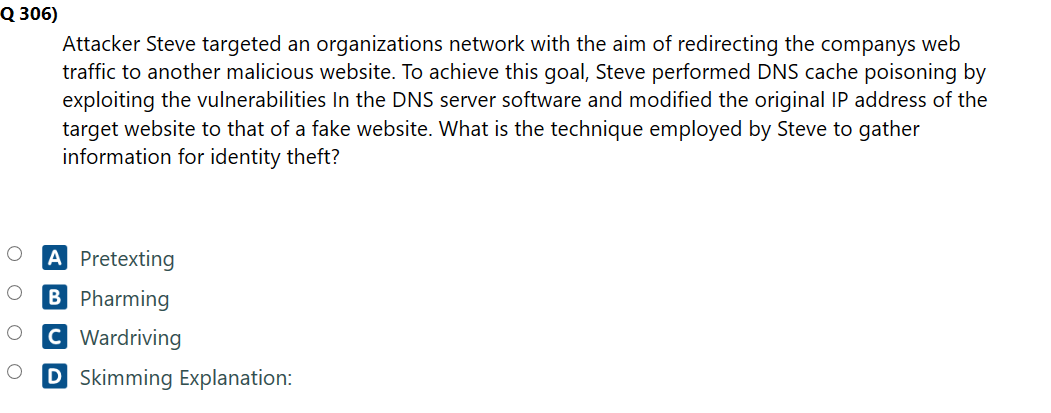 Q 306)
Attacker Steve targeted an organizations network with the aim of redirecting the companys web
traffic to another malicious website. To achieve this goal, Steve performed DNS cache poisoning by
exploiting the vulnerabilities In the DNS server software and modified the original IP address of the
target website to that of a fake website. What is the technique employed by Steve to gather
information for identity theft?
A Pretexting
B Pharming
C Wardriving
D Skimming Explanation: